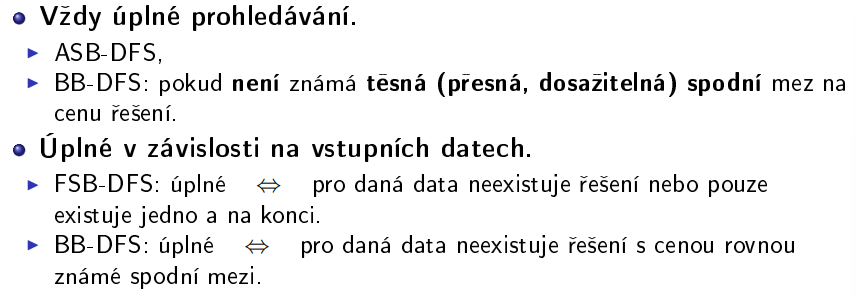 Vždy úplné prohledávání.
ASB-DFS,
BB-DFS: pokud není známá těsná (přesná, dosažitelná) spodní mez na
cenu řešení.
Úplné v závislosti na vstupních datech.
FSB-DFS: úplné ⇔ pro daná data neexistuje řešení nebo pouze
existuje jedno a na konci.
BB-DFS: úplné ⇔ pro daná data neexistuje řešení s cenou rovnou
známé spodní mezi.